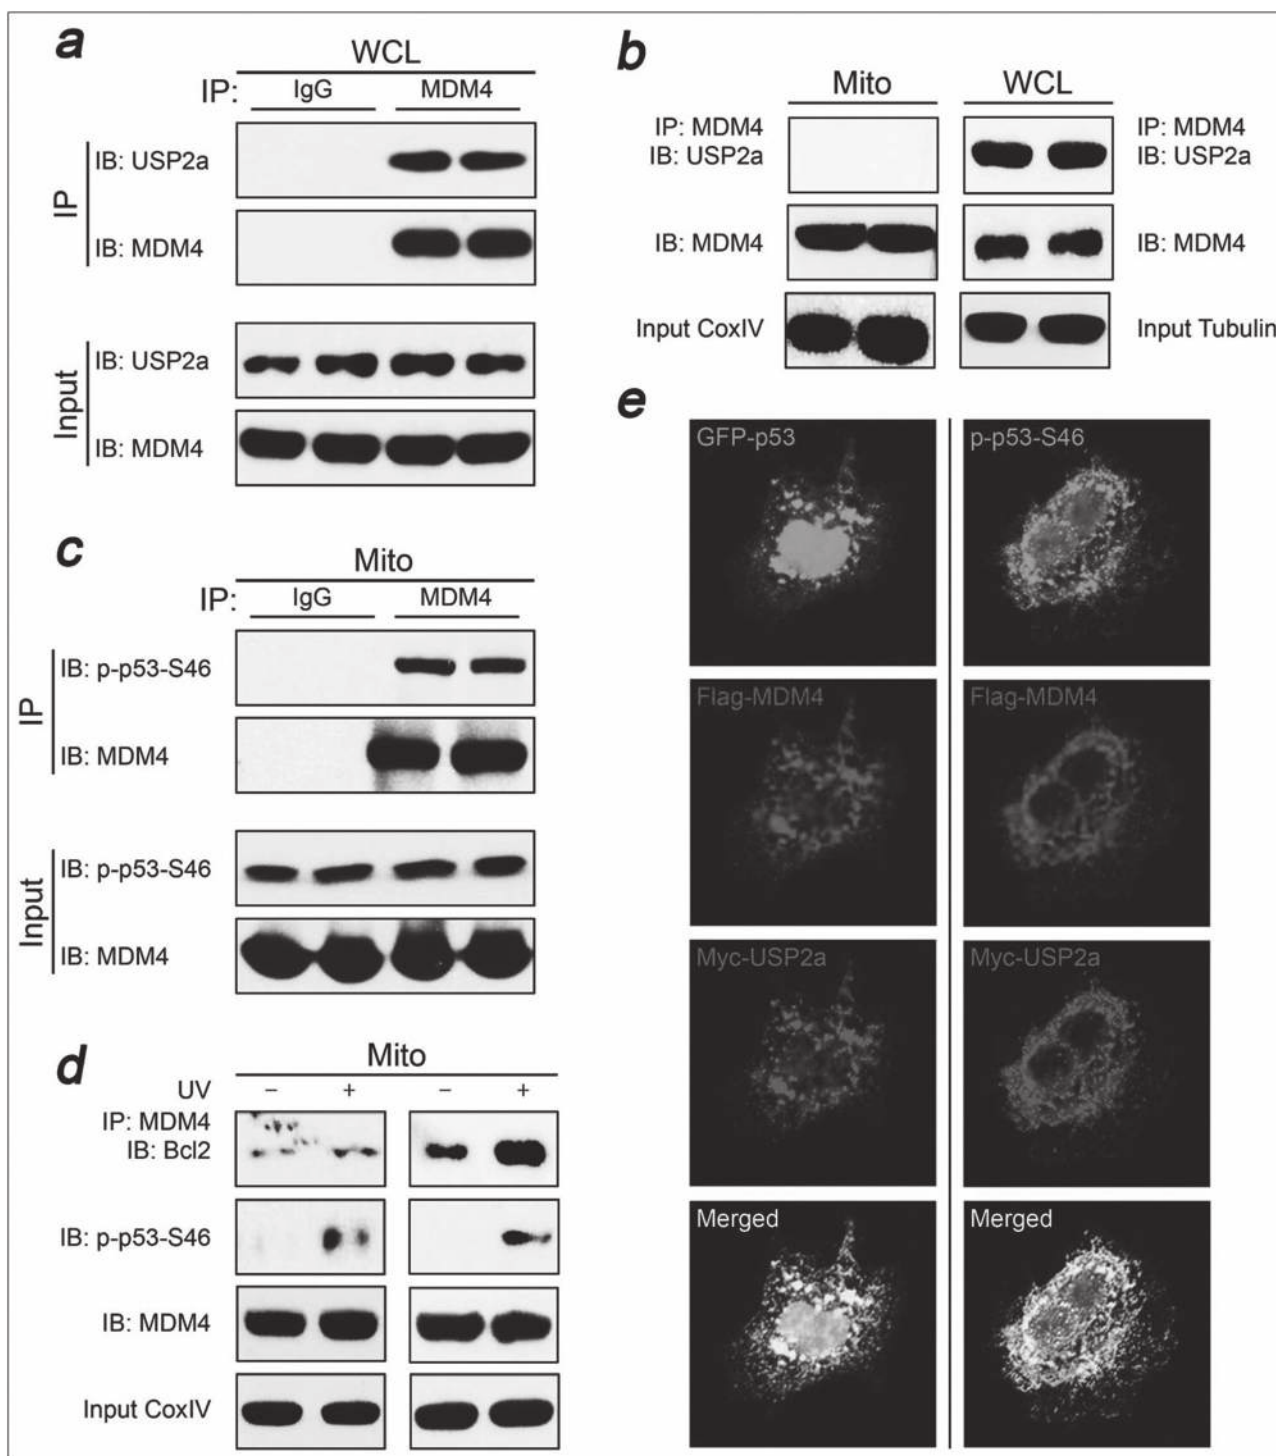 a
WCL
IP: IgG MDM4
IP
IB: USP2a
IB: MDM4
Input
IB: USP2a
IB: MDM4
b
Mito WCL
IP: MDM4 IP: MDM4
IB: USP2a IB: USP2a
IB: MDM4 IB: MDM4
Input CoxIV Input Tubulin
c
Mito
IP: IgG MDM4
IP
IB: p-p53-S46
IB: MDM4
Input
IB: p-p53-S46
IB: MDM4
d
Mito
UV – + – +
IP: MDM4
IB: Bcl2
IB: p-p53-S46
IB: MDM4
Input CoxIV
e
GFP-p53 p-p53-S46
Flag-MDM4 Flag-MDM4
Myc-USP2a Myc-USP2a
Merged Merged